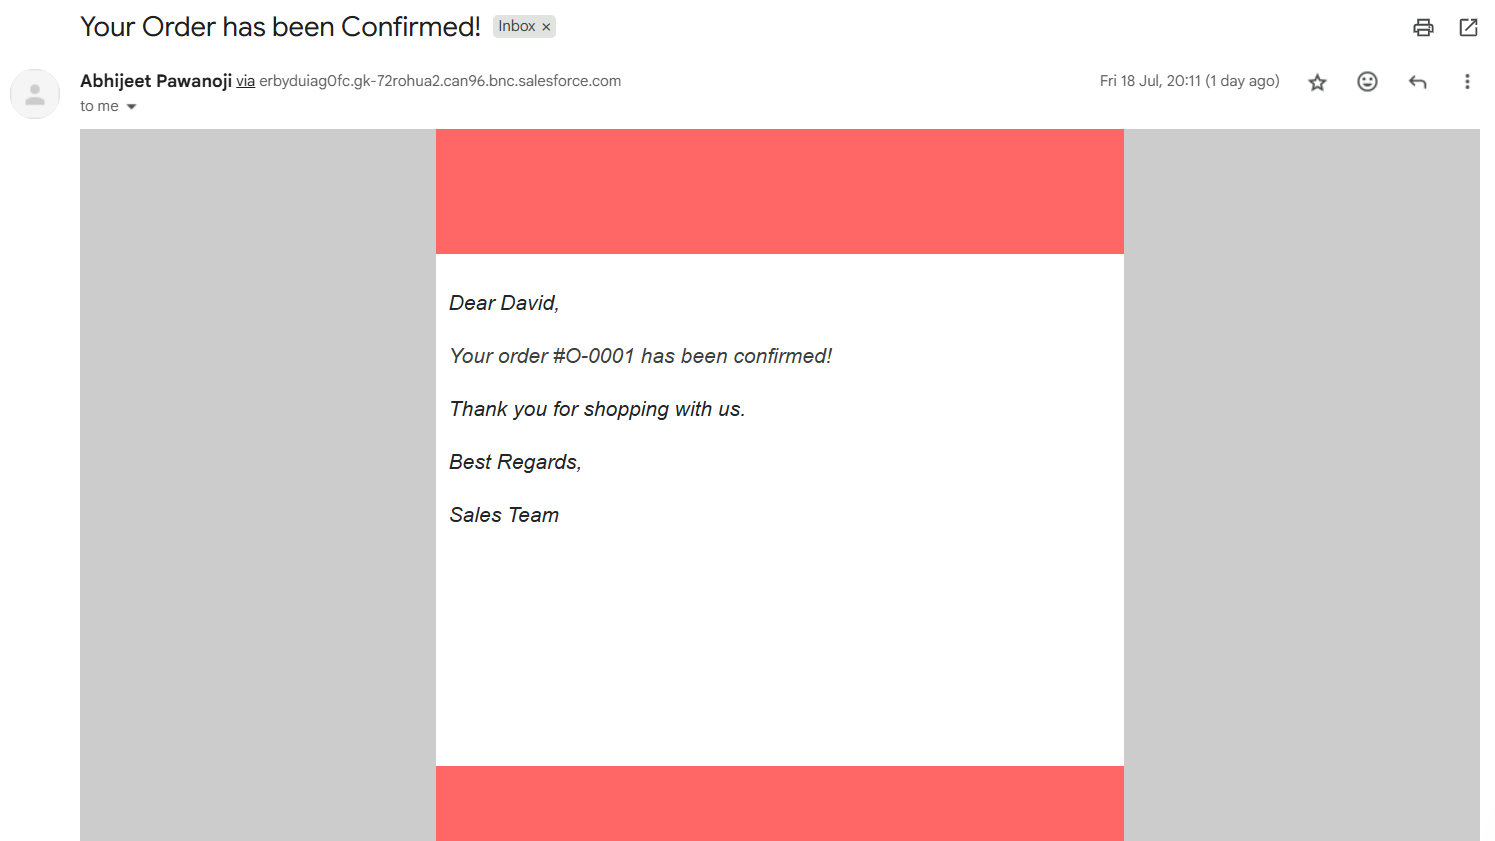 Your Order has been Confirmed! Inbox ×
Abhijeet Pawanoji via erbyduiag0fc.gk-72rohua2.can96.bnc.salesforce.com Fri 18 Jul, 20:11 (1 day ago)
to me
Dear David,
Your order #O-0001 has been confirmed!
Thank you for shopping with us.
Best Regards,
Sales Team